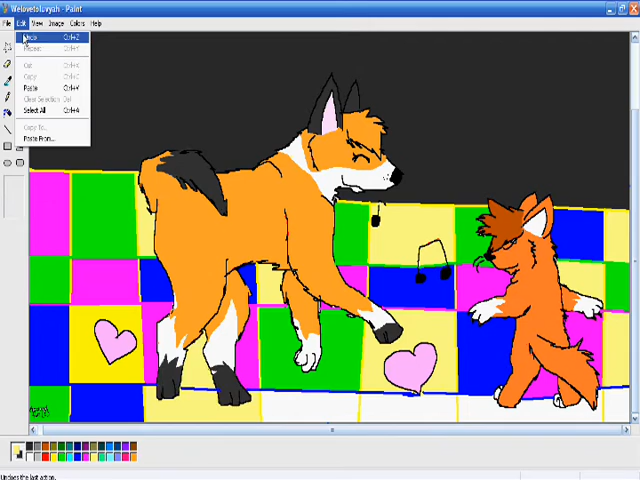 Welovetoluvyah - Paint
File Edit View Image Colors Help
Undo Ctrl+Z
Repeat Ctrl+Y
Cut Ctrl+X
Copy Ctrl+C
Paste Ctrl+V
Clear Selection Del
Select All Ctrl+A
Copy To...
Paste From...
Undoes the last action.